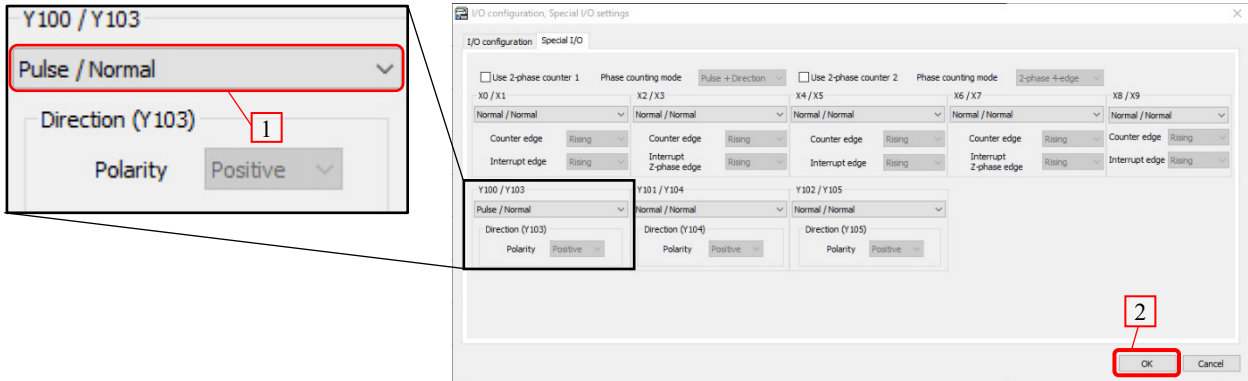 Y100 / Y103
Pulse / Normal
1
Direction (Y103)
Polarity Positive
I/O configuration, Special I/O settings
I/O configuration Special I/O
Use 2-phase counter 1 Phase counting mode Pulse + Direction Use 2-phase counter 2 Phase counting mode 2-phase 4-edge
X0 / X1 X2 / X3 X4 / X5 X6 / X7 X8 / X9
Normal / Normal Normal / Normal Normal / Normal Normal / Normal Normal / Normal
Counter edge Rising Counter edge Rising Counter edge Rising Counter edge Rising Counter edge Rising
Interrupt edge Rising Interrupt Z-phase edge Rising Interrupt edge Rising Interrupt Z-phase edge Rising Interrupt edge Rising
Y100 / Y103 Y101 / Y104 Y102 / Y105
Pulse / Normal Normal / Normal Normal / Normal
Direction (Y103) Direction (Y104) Direction (Y105)
Polarity Positive Polarity Positive Polarity Positive
2
OK Cancel